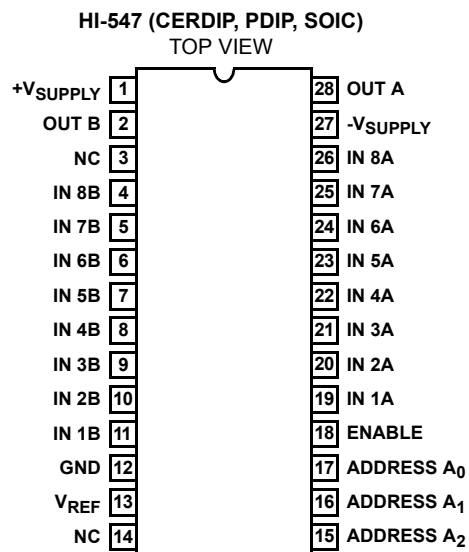 HI-547 (CERDIP, PDIP, SOIC)
TOP VIEW
+VSUPPLY 1 28 OUT A
OUT B 2 27 -VSUPPLY
NC 3 26 IN 8A
IN 8B 4 25 IN 7A
IN 7B 5 24 IN 6A
IN 6B 6 23 IN 5A
IN 5B 7 22 IN 4A
IN 4B 8 21 IN 3A
IN 3B 9 20 IN 2A
IN 2B 10 19 IN 1A
IN 1B 11 18 ENABLE
GND 12 17 ADDRESS A0
VREF 13 16 ADDRESS A1
NC 14 15 ADDRESS A2